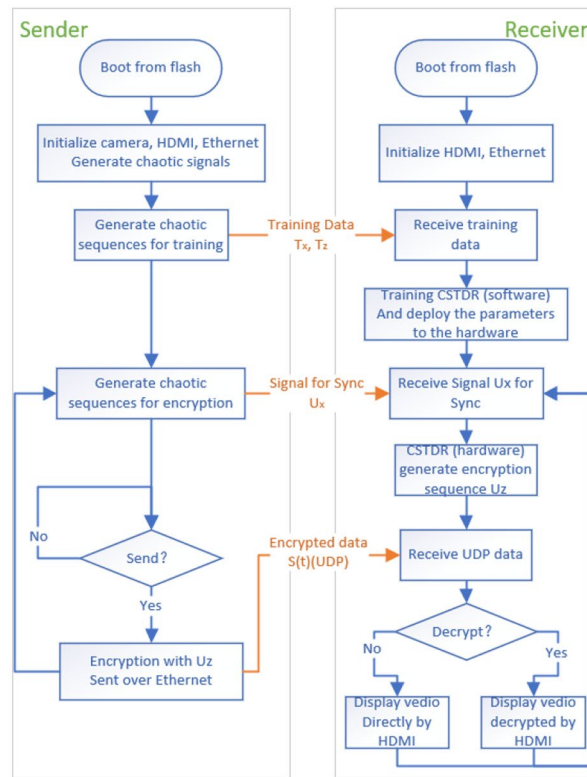 Sender
Boot from flash
Initialize camera, HDMI, Ethernet
Generate chaotic signals
Generate chaotic
sequences for training
Generate chaotic
sequences for encryption
No
Send?
Yes
Encryption with Uz
Sent over Ethernet
Training Data
Tx, Tz
Signal for Sync
Ux
Encrypted data
S(t)(UDP)
Receiver
Boot from flash
Initialize HDMI, Ethernet
Receive training
data
Training CSTDR (software)
And deploy the parameters
to the hardware
Receive Signal Ux for
Sync
CSTDR (hardware)
generate encryption
sequence Uz
Receive UDP data
Decrypt?
No
Yes
Display vedio
Directly by
HDMI
Display vedio
decrypted by
HDMI